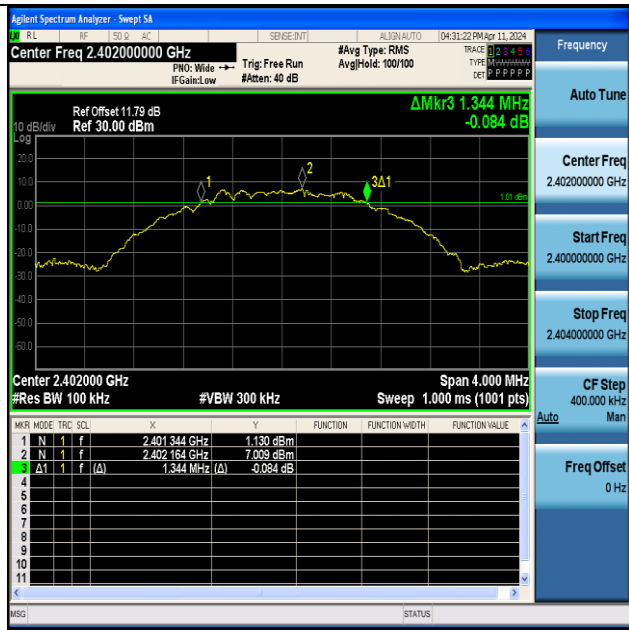 Agilent Spectrum Analyzer - Swept SA
RL RF 50 Ω AC SENSE:INT ALIGN AUTO 04:31:22 PM Apr 11, 2024
Center Freq 2.402000000 GHz
PNO: Wide
IFGain:Low
Trig: Free Run
#Atten: 40 dB
#Avg Type: RMS
Avg|Hold: 100/100
TRACE 1 2 3 4 5 6
TYPE
DET P P P P P P
Ref Offset 11.79 dB
10 dB/div Ref 30.00 dBm
Log
ΔMkr3 1.344 MHz
-0.084 dB
20.0
10.0
0.00
-10.0
-20.0
-30.0
-40.0
-50.0
-60.0
1
2
3Δ1
1.01 dBm
Center 2.402000 GHz Span 4.000 MHz
#Res BW 100 kHz #VBW 300 kHz Sweep 1.000 ms (1001 pts)
MKR MODE TRC SCL X Y FUNCTION FUNCTION WIDTH FUNCTION VALUE
1 N 1 f 2.401 344 GHz 1.130 dBm
2 N 1 f 2.402 164 GHz 7.009 dBm
3 Δ1 1 f (Δ) 1.344 MHz (Δ) -0.084 dB
4
5
6
7
8
9
10
11
MSG STATUS
Frequency
Auto Tune
Center Freq
2.402000000 GHz
Start Freq
2.400000000 GHz
Stop Freq
2.404000000 GHz
CF Step
400.000 kHz
Auto Man
Freq Offset
0 Hz